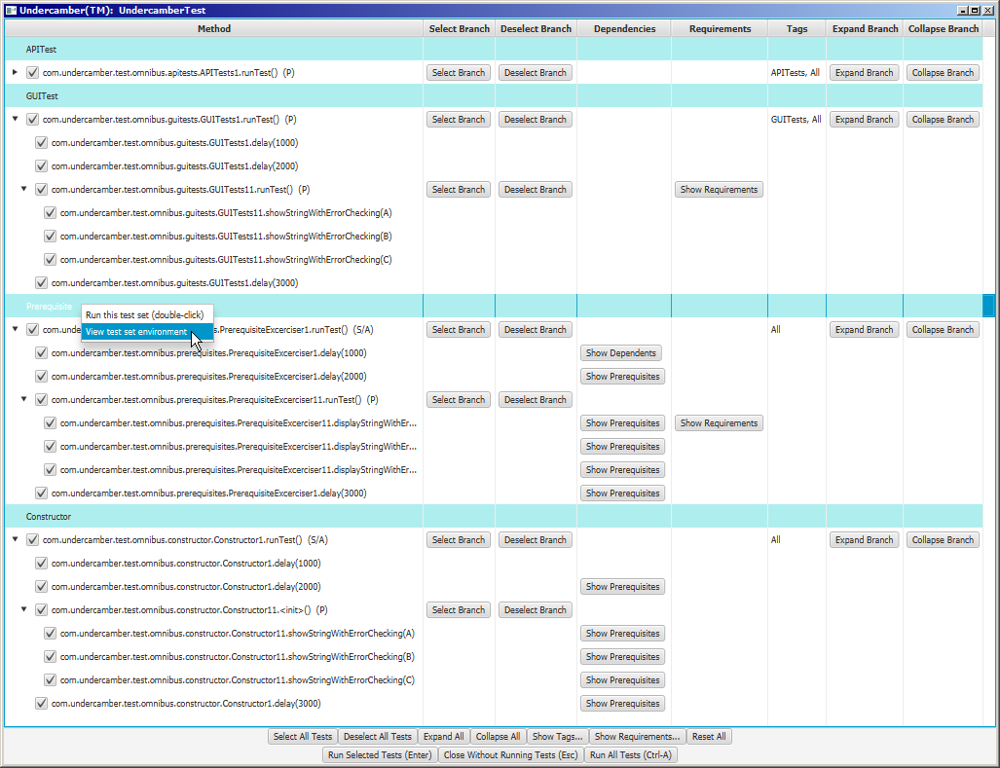 Undercamber(TM): UndercamberTest
Method Select Branch Deselect Branch Dependencies Requirements Tags Expand Branch Collapse Branch
APITest
com.undercamber.test.omnibus.apitests.APITests1.runTest() (P) Select Branch Deselect Branch APITests, All Expand Branch Collapse Branch
GUITest
com.undercamber.test.omnibus.guitests.GUITests1.runTest() (P) Select Branch Deselect Branch GUITests, All Expand Branch Collapse Branch
com.undercamber.test.omnibus.guitests.GUITests1.delay(1000)
com.undercamber.test.omnibus.guitests.GUITests1.delay(2000)
com.undercamber.test.omnibus.guitests.GUITests11.runTest() (P) Select Branch Deselect Branch Show Requirements
com.undercamber.test.omnibus.guitests.GUITests11.showStringWithErrorChecking(A)
com.undercamber.test.omnibus.guitests.GUITests11.showStringWithErrorChecking(B)
com.undercamber.test.omnibus.guitests.GUITests11.showStringWithErrorChecking(C)
com.undercamber.test.omnibus.guitests.GUITests1.delay(3000)
Prerequisite
Run this test set (double-click)
View test set environment
com.unde s.PrerequisiteExcerciser1.runTest() (S/A) Select Branch Deselect Branch All Expand Branch Collapse Branch
com.undercamber.test.omnibus.prerequisites.PrerequisiteExcerciser1.delay(1000) Show Dependents
com.undercamber.test.omnibus.prerequisites.PrerequisiteExcerciser1.delay(2000) Show Prerequisites
com.undercamber.test.omnibus.prerequisites.PrerequisiteExcerciser11.runTest() (P) Select Branch Deselect Branch
com.undercamber.test.omnibus.prerequisites.PrerequisiteExcerciser11.displayStringWithEr... Show Prerequisites Show Requirements
com.undercamber.test.omnibus.prerequisites.PrerequisiteExcerciser11.displayStringWithEr... Show Prerequisites
com.undercamber.test.omnibus.prerequisites.PrerequisiteExcerciser11.displayStringWithEr... Show Prerequisites
com.undercamber.test.omnibus.prerequisites.PrerequisiteExcerciser1.delay(3000) Show Prerequisites
Constructor
com.undercamber.test.omnibus.constructor.Constructor1.runTest() (S/A) Select Branch Deselect Branch All Expand Branch Collapse Branch
com.undercamber.test.omnibus.constructor.Constructor1.delay(1000)
com.undercamber.test.omnibus.constructor.Constructor1.delay(2000) Show Prerequisites
com.undercamber.test.omnibus.constructor.Constructor11.<init>() (P) Select Branch Deselect Branch
com.undercamber.test.omnibus.constructor.Constructor11.showStringWithErrorChecking(A) Show Prerequisites
com.undercamber.test.omnibus.constructor.Constructor11.showStringWithErrorChecking(B) Show Prerequisites
com.undercamber.test.omnibus.constructor.Constructor11.showStringWithErrorChecking(C) Show Prerequisites
com.undercamber.test.omnibus.constructor.Constructor1.delay(3000) Show Prerequisites
Select All Tests Deselect All Tests Expand All Collapse All Show Tags... Show Requirements... Reset All
Run Selected Tests (Enter) Close Without Running Tests (Esc) Run All Tests (Ctrl-A)